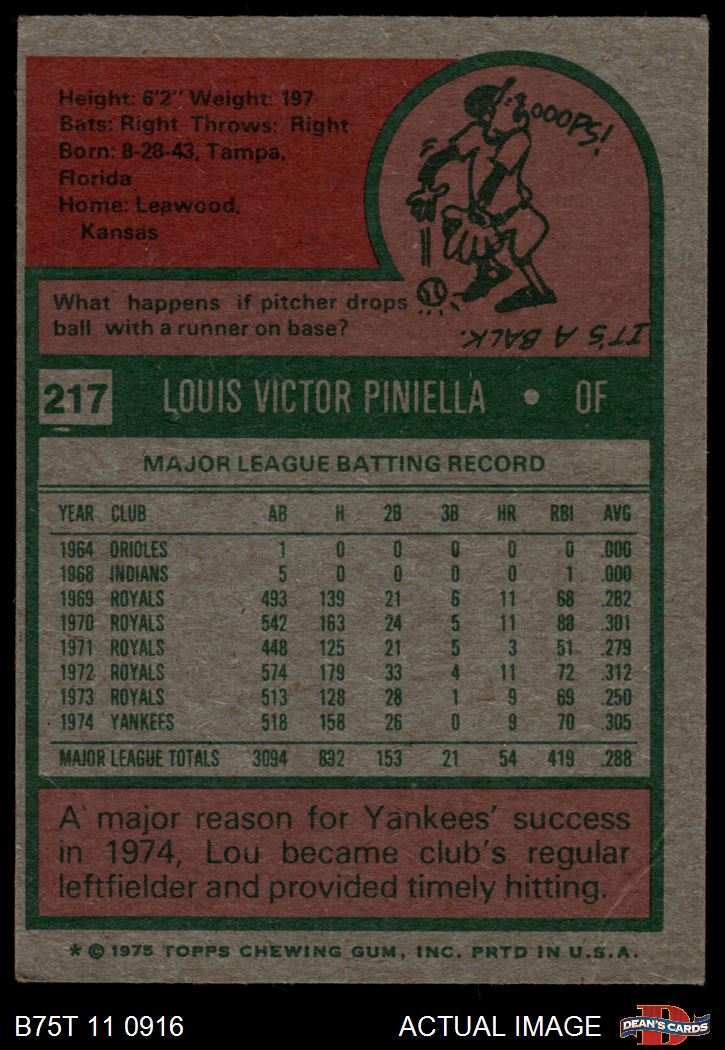 Height: 6'2" Weight: 197
Bats: Right Throws: Right
Born: 8-28-43, Tampa,
Florida
Home: Leawood,
Kansas
OOOPS!
What happens if pitcher drops
ball with a runner on base?
IT'S A BALK.
217 LOUIS VICTOR PINIELLA • OF
MAJOR LEAGUE BATTING RECORD
YEAR CLUB AB H 2B 3B HR RBI AVG
1964 ORIOLES 1 0 0 0 0 0 .000
1968 INDIANS 5 0 0 0 0 1 .000
1969 ROYALS 493 139 21 6 11 68 .282
1970 ROYALS 542 163 24 5 11 88 .301
1971 ROYALS 448 125 21 5 3 51 .279
1972 ROYALS 574 179 33 4 11 72 .312
1973 ROYALS 513 128 28 1 9 69 .250
1974 YANKEES 518 158 26 0 9 70 .305
MAJOR LEAGUE TOTALS 3094 892 153 21 54 419 .288
A major reason for Yankees' success
in 1974, Lou became club's regular
leftfielder and provided timely hitting.
* © 1975 TOPPS CHEWING GUM, INC. PRTD IN U.S.A.
B75T 11 0916 ACTUAL IMAGE D DEAN'S CARDS